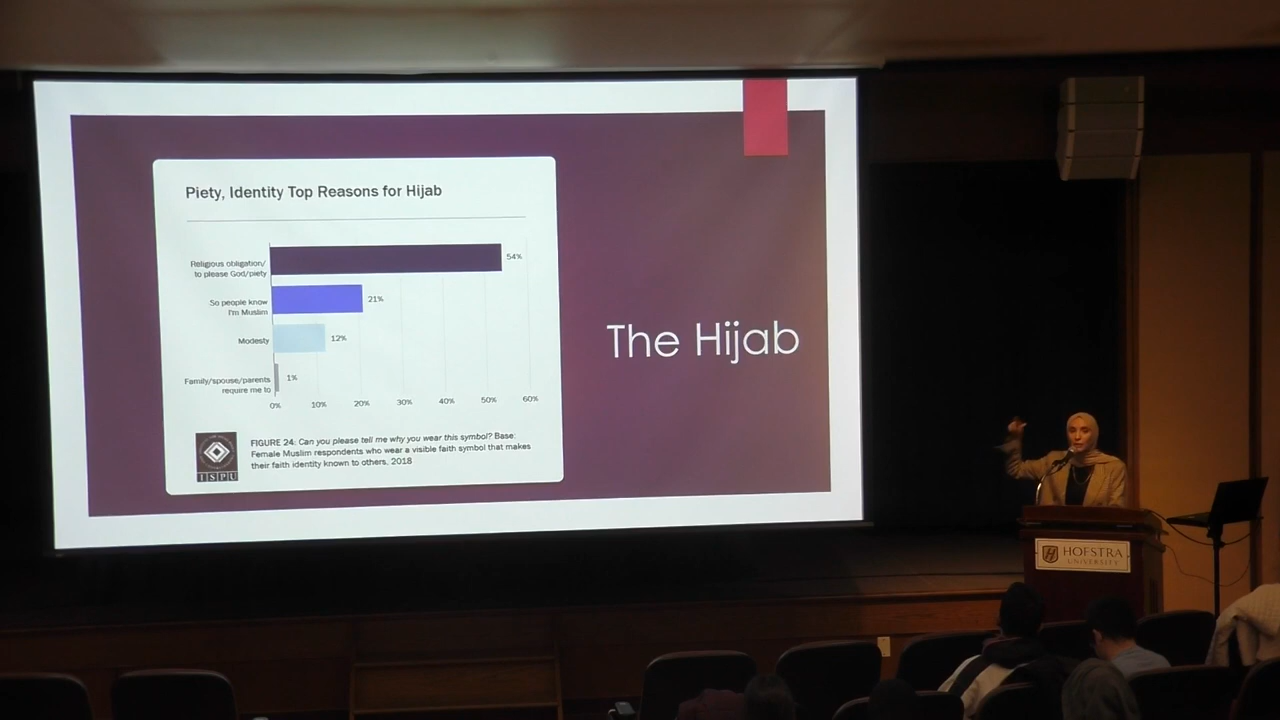 Piety, Identity Top Reasons for Hijab
Religious obligation/
to please God/piety
54%
So people know
I'm Muslim
21%
Modesty
12%
Family/spouse/parents
require me to
1%
0% 10% 20% 30% 40% 50% 60%
FIGURE 24: Can you please tell me why you wear this symbol? Base:
Female Muslim respondents who wear a visible faith symbol that makes
their faith identity known to others, 2018
ISPU
The Hijab
HOFSTRA
UNIVERSITY